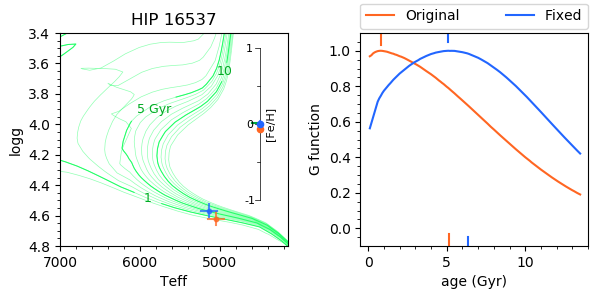 HIP 16537
Original
Fixed
logg
3.4
3.6
3.8
4.0
4.2
4.4
4.6
4.8
7000
6000
5000
Teff
10
5 Gyr
1
1
0
-1
[Fe/H]
G function
1.0
0.8
0.6
0.4
0.2
0.0
0
5
10
age (Gyr)